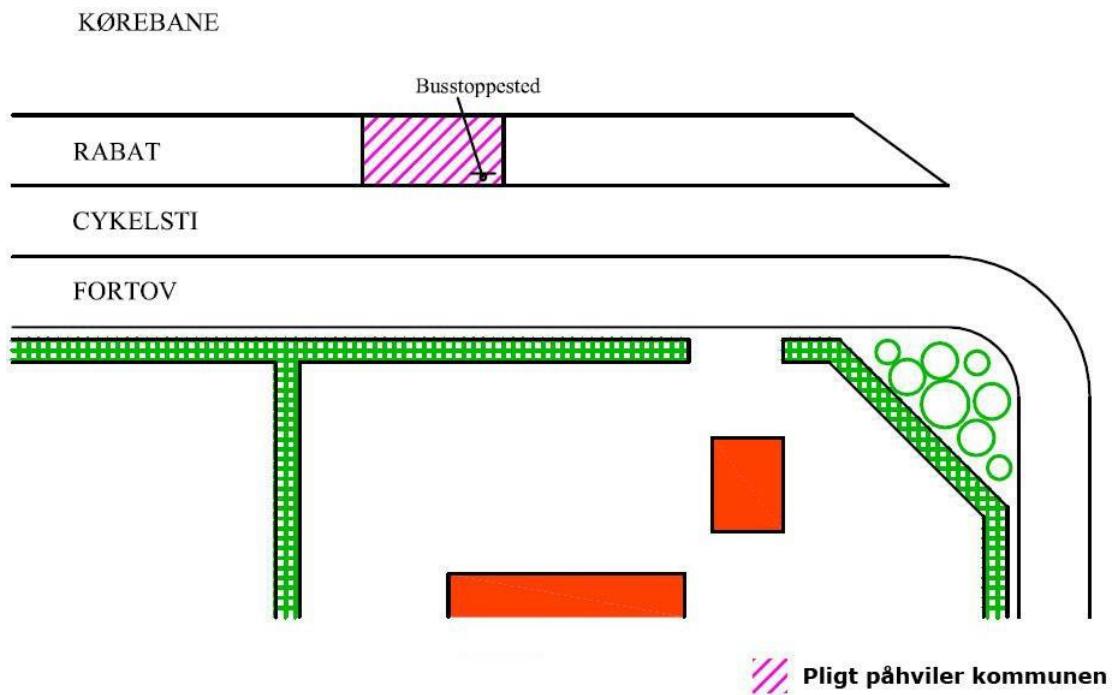 KØREBANE
Busstoppested
RABAT
CYKELSTI
FORTOV
Pligt påhviler kommunen